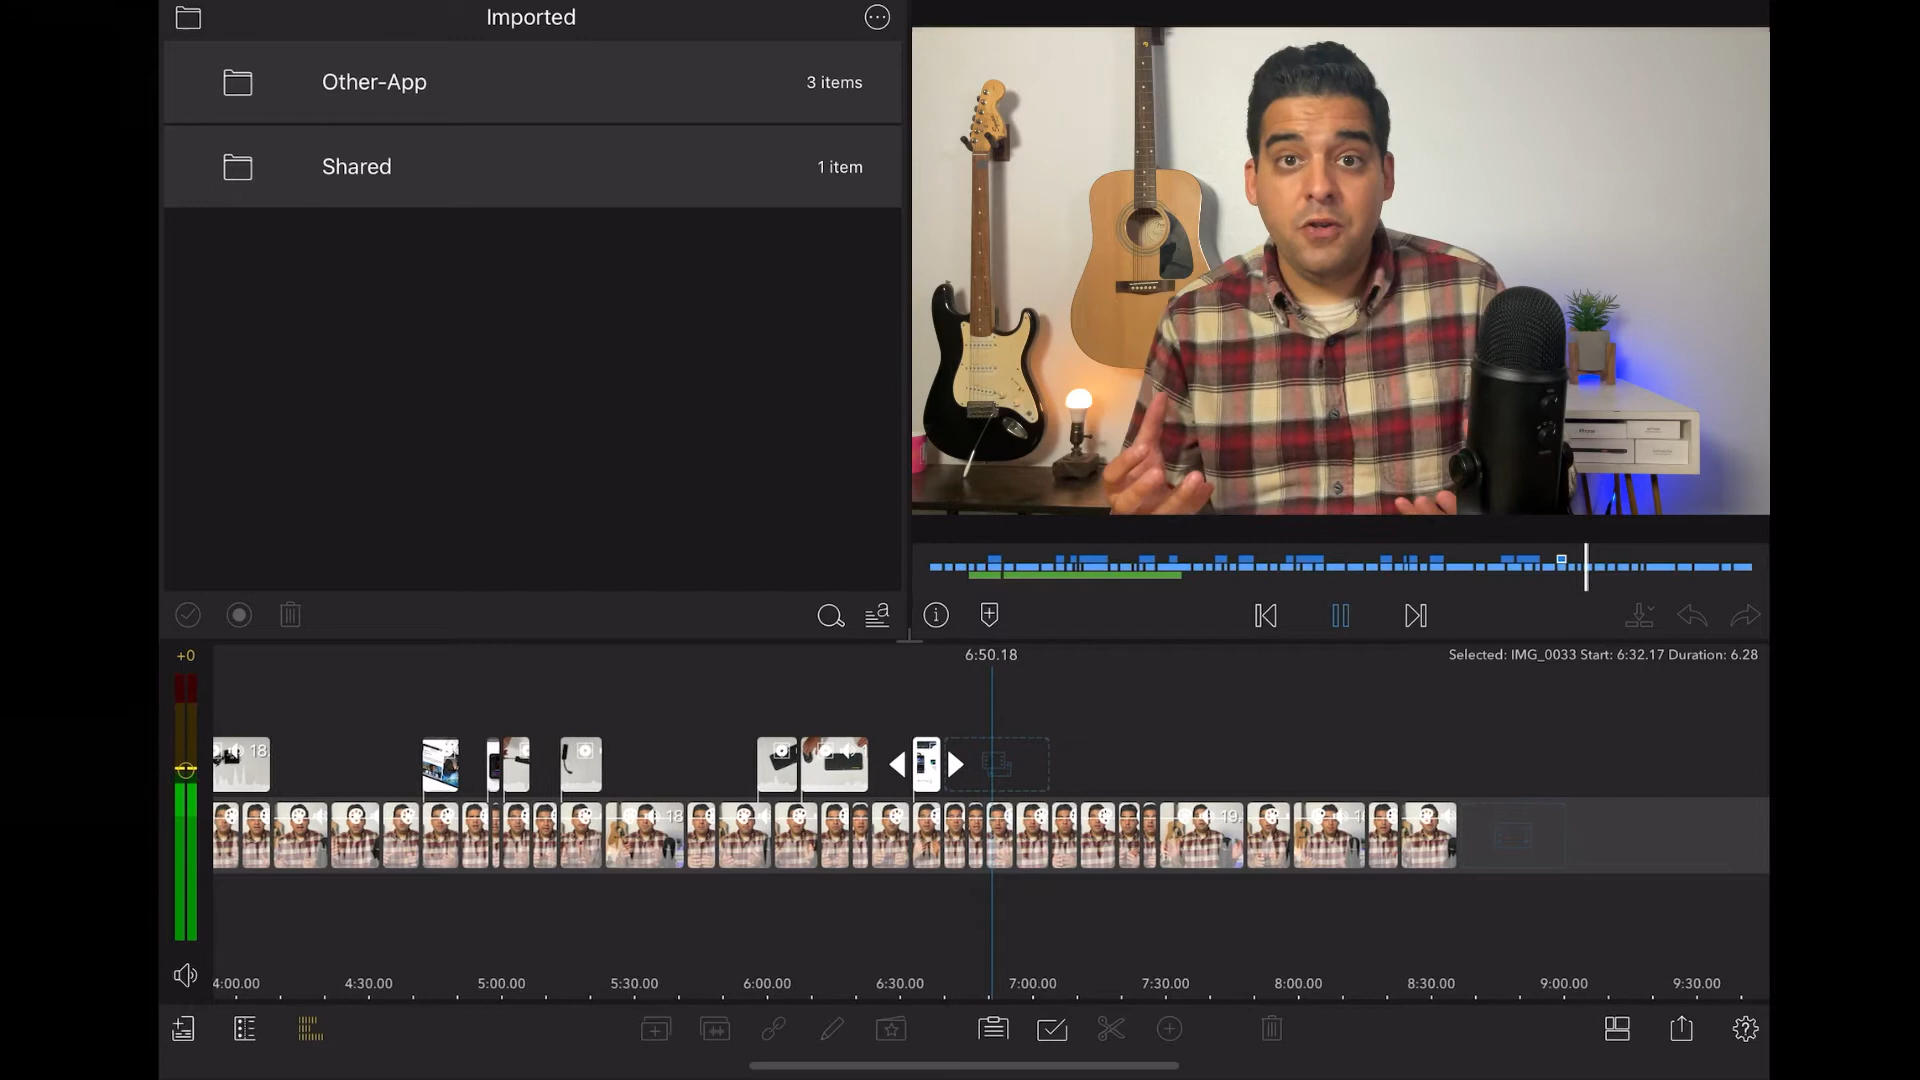 Imported
Other-App
3 items
Shared
1 item
a
+0
6:50.18
Selected: IMG_0033 Start: 6:32.17 Duration: 6.28
18
18
19
4:00.00
4:30.00
5:00.00
5:30.00
6:00.00
6:30.00
7:00.00
7:30.00
8:00.00
8:30.00
9:00.00
9:30.00
?